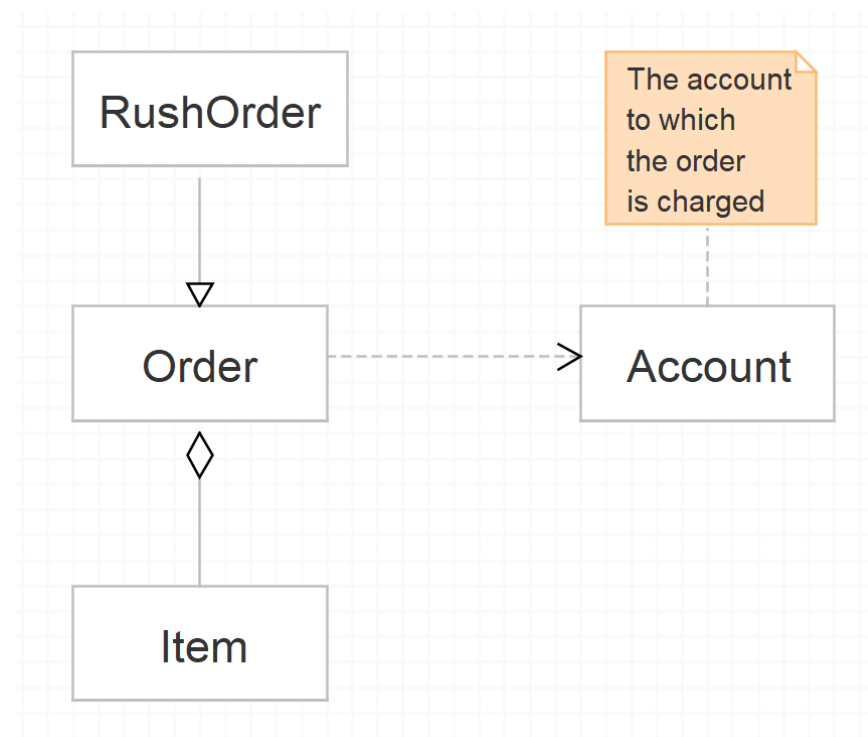 RushOrder
The account
to which
the order
is charged
Order
Account
Item